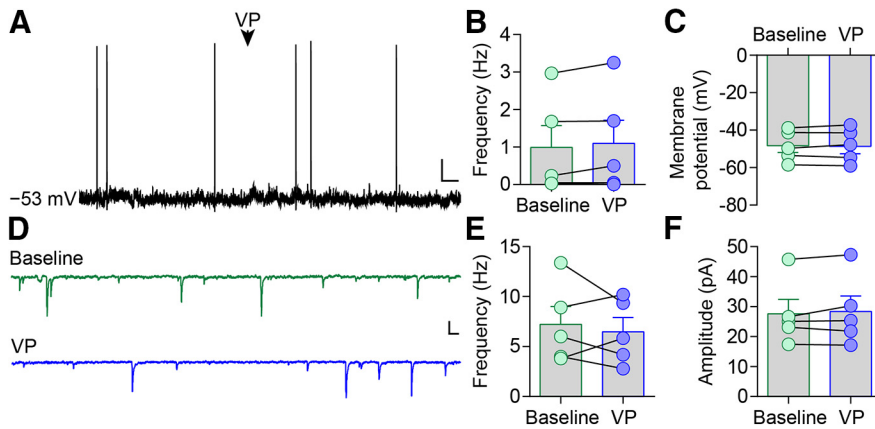 A
VP
−53 mV
B
Frequency (Hz)
4
3
2
1
0
Baseline VP
C
Baseline VP
Membrane
potential (mV)
0
-20
-40
-60
-80
D
Baseline
VP
E
Frequency (Hz)
15
10
5
0
Baseline VP
F
Amplitude (pA)
50
40
30
20
10
0
Baseline VP